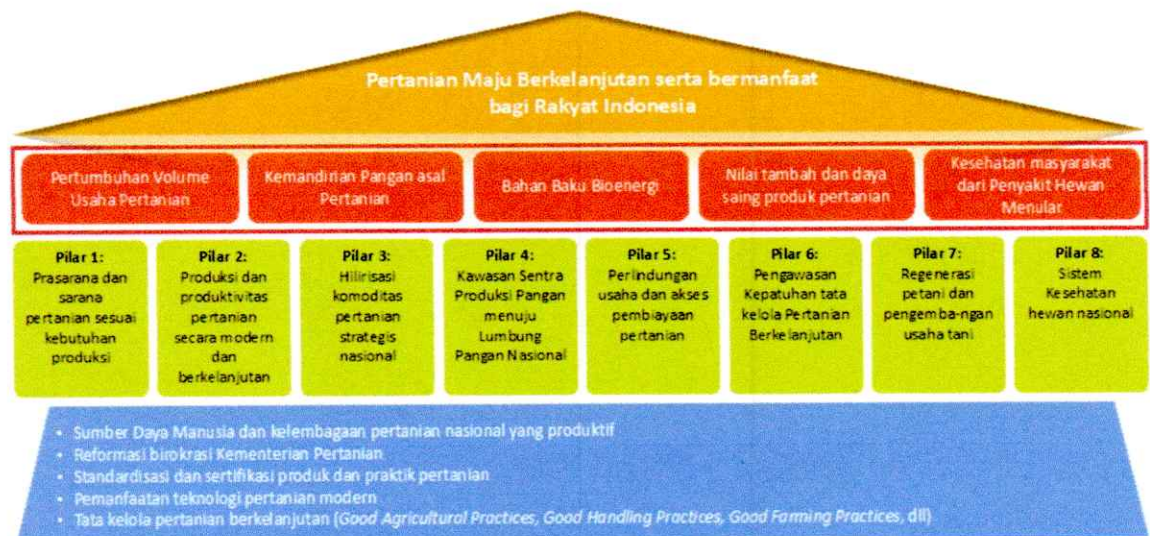 Pertanian Maju Berkelanjutan serta bermanfaat
bagi Rakyat Indonesia
Pertumbuhan Volume
Usaha Pertanian
Kemandirian Pangan asal
Pertanian
Bahan Baku Bioenergi
Nilai tambah dan daya
saing produk pertanian
Kesehatan masyarakat
dari Penyakit Hewan
Menular
Pilar 1:
Prasarana dan
sarana
pertanian sesuai
kebutuhan
produksi
Pilar 2:
Produksi dan
produktivitas
pertanian
secara modern
dan
berkelanjutan
Pilar 3:
Hilirisasi
komoditas
pertanian
strategis
nasional
Pilar 4:
Kawasan Sentra
Produksi Pangan
menuju
Lumbung
Pangan Nasional
Pilar 5:
Perlindungan
usaha dan akses
pembiayaan
pertanian
Pilar 6:
Pengawasan
Kepatuhan tata
kelola Pertanian
Berkelanjutan
Pilar 7:
Regenerasi
petani dan
pengemba-ngan
usaha tani
Pilar 8:
Sistem
Kesehatan
hewan nasional
• Sumber Daya Manusia dan kelembagaan pertanian nasional yang produktif
• Reformasi birokrasi Kementerian Pertanian
• Standardisasi dan sertifikasi produk dan praktik pertanian
• Pemanfaatan teknologi pertanian modern
• Tata kelola pertanian berkelanjutan (Good Agricultural Practices, Good Handling Practices, Good Farming Practices, dll)